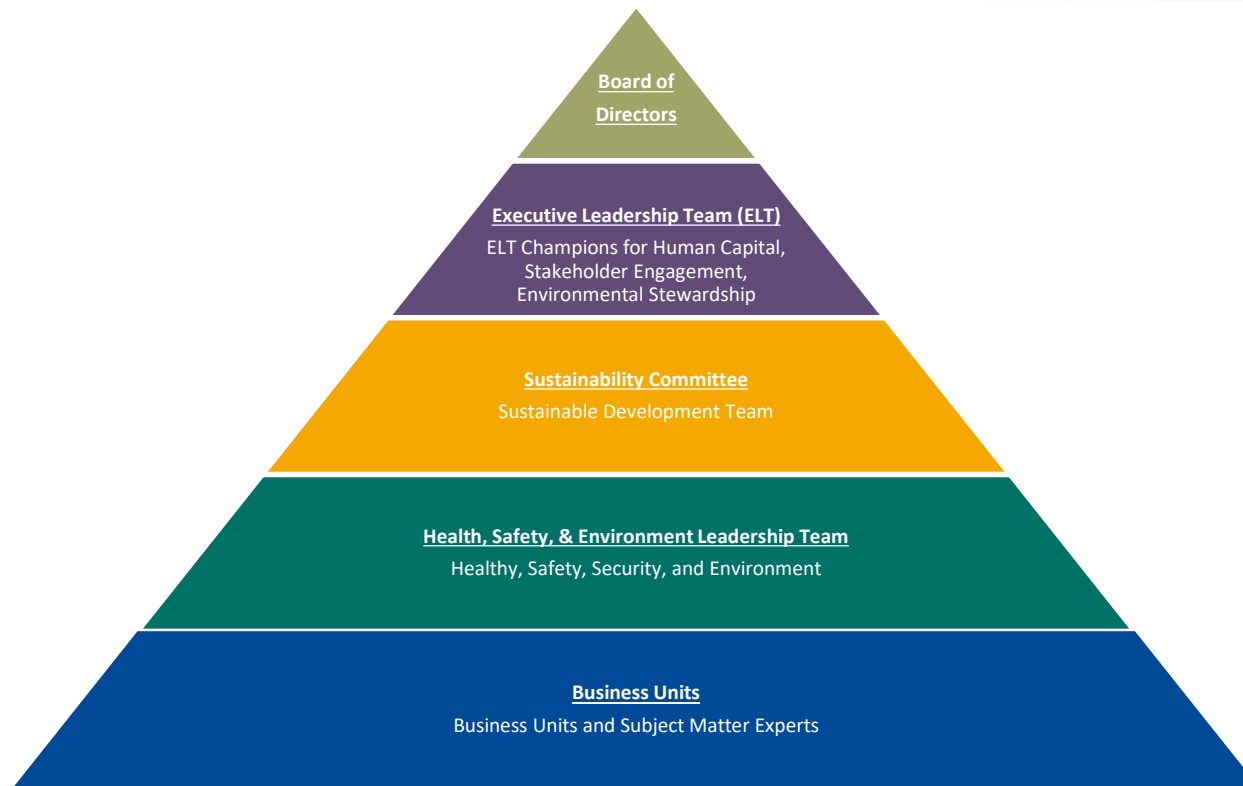 Board of
Directors
Executive Leadership Team (ELT)
ELT Champions for Human Capital,
Stakeholder Engagement,
Environmental Stewardship
Sustainability Committee
Sustainable Development Team
Health, Safety, & Environment Leadership Team
Healthy, Safety, Security, and Environment
Business Units
Business Units and Subject Matter Experts